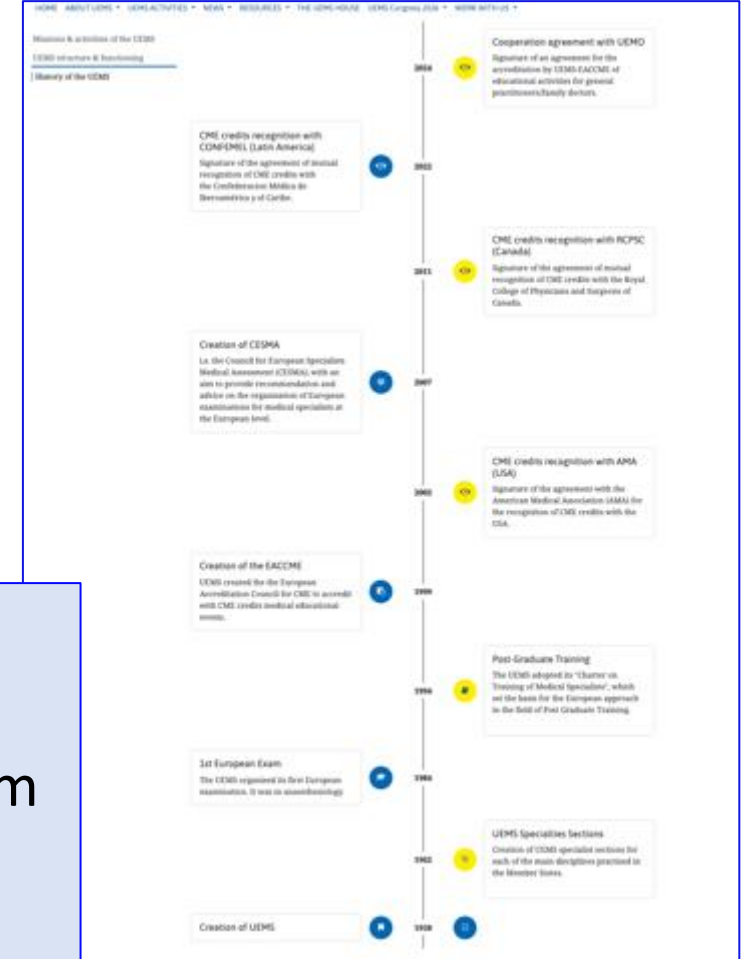 HOME ABOUT UEMS UEMS ACTIVITIES NEWS RESOURCES THE UEMS HOUSE UEMS Congress WORK WITH US
Missions & activities of the UEMS
UEMS structure & functioning
History of the UEMS
Cooperation agreement with UEMO
Signature of an agreement for the
accreditation by UEMS-EACCME of
educational activities for general
practitioners/family doctors.
CME credits recognition with
CONFEMEL (Latin America)
Signature of the agreement of mutual
recognition of CME credits with
the Confederacion Médica de
Iberoamérica y el Caribe.
CME credits recognition with RCPSC
(Canada)
2011
Signature of the agreement of mutual
recognition of CME credits with the Royal
College of Physicians and Surgeons of
Canada.
Creation of CESMA
i.e. the Council for European Specialists
Medical Assessment (CESMA) with an
aim to provide recommendation and
advice on the organisation of European
examinations for medical specialists at
the European level.
2007
CME credits recognition with AMA
(USA)
Signature of the agreement with the
American Medical Association (AMA) for
the recognition of CME credits with the
USA.
Creation of the EACCME
UEMS created for the European
Accreditation Council for CME to accredit
with CME credits medical educational
events.
Post-Graduate Training
The UEMS adopted its "Charter on
Training of Medical Specialists", which
set the basis for the European approach
in the field of Post Graduate Training.
1st European Exam
The UEMS organised its first European
examination. It was in anaesthesiology.
m
UEMS Specialties Sections
Creation of UEMS specialist sections for
each of the main disciplines practised in
the Member States.
1962
Creation of UEMS
1958